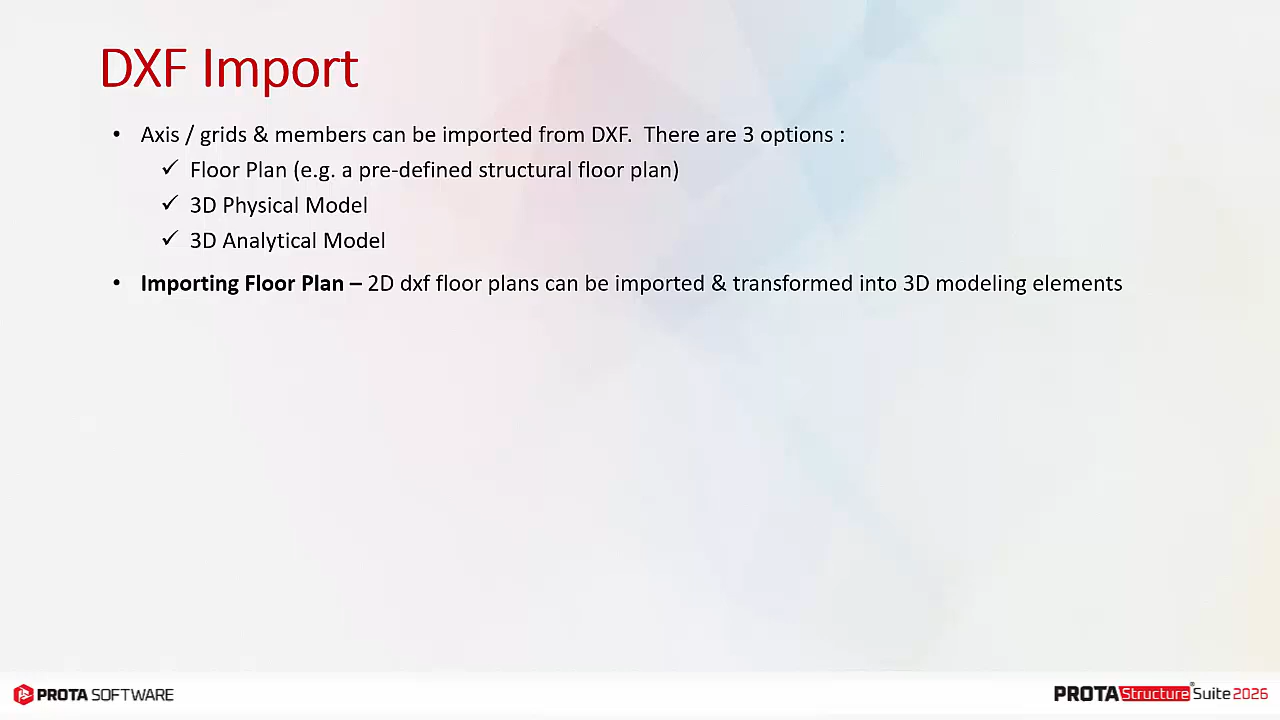 DXF Import
• Axis / grids & members can be imported from DXF. There are 3 options :
✓ Floor Plan (e.g. a pre-defined structural floor plan)
✓ 3D Physical Model
✓ 3D Analytical Model
• Importing Floor Plan – 2D dxf floor plans can be imported & transformed into 3D modeling elements
PROTA SOFTWARE
PROTAStructure® Suite 2026